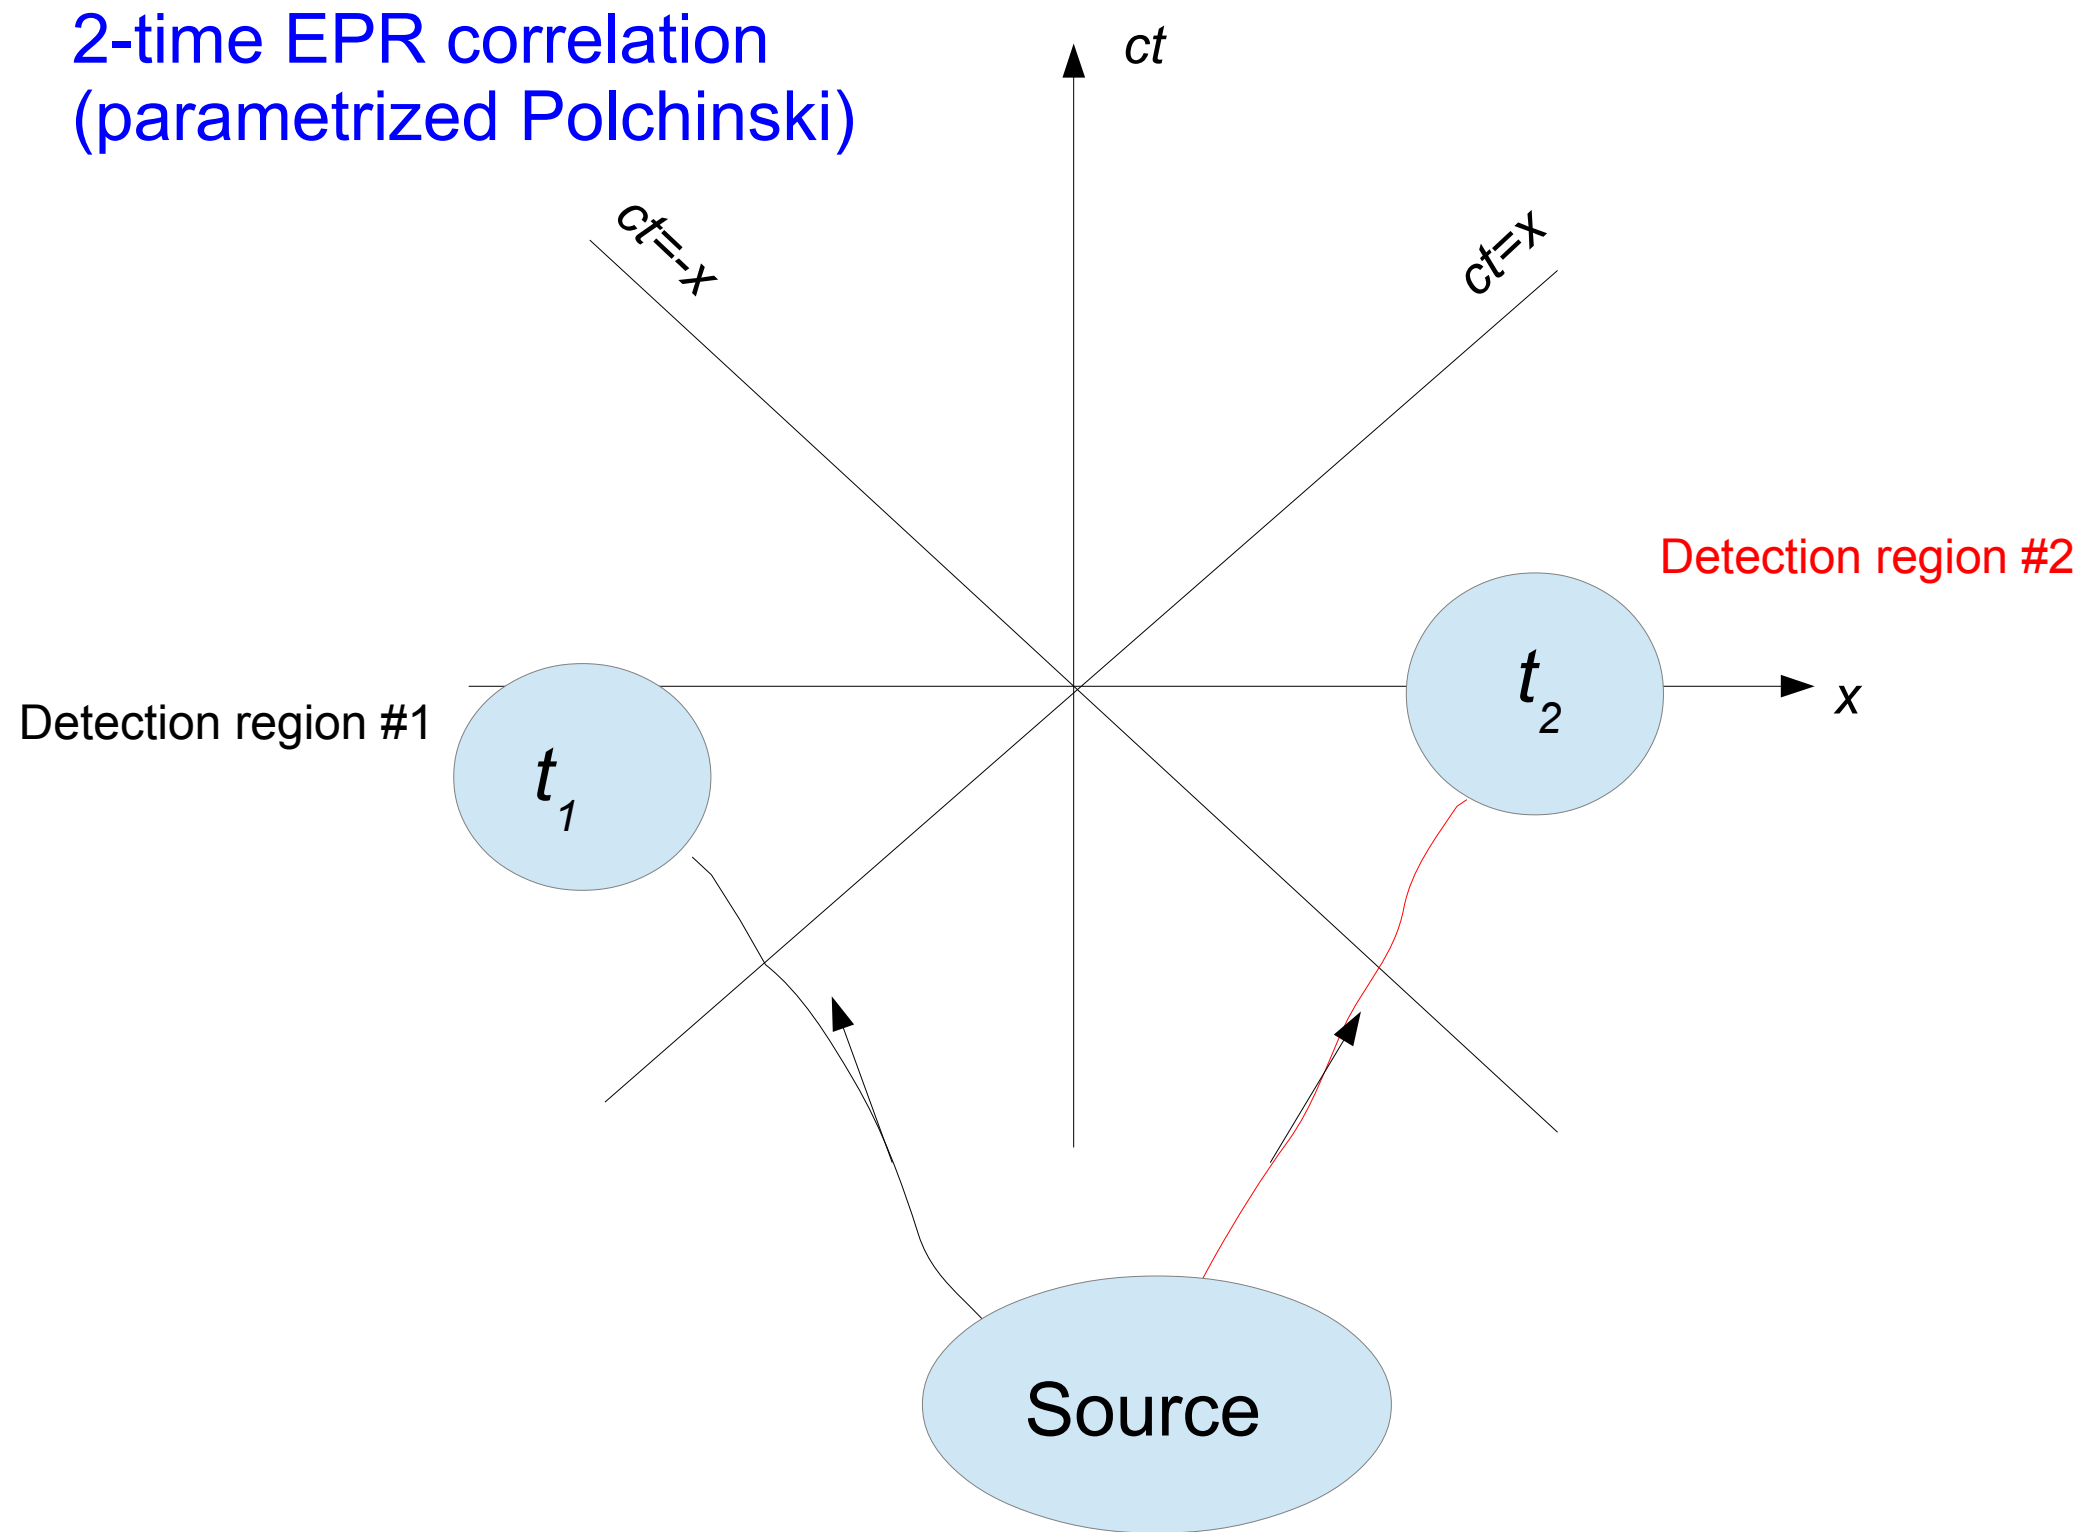 2-time EPR correlation
(parametrized Polchinski)
ct
ct=-x
ct=x
Detection region #2
t2
x
Detection region #1
t1
Source